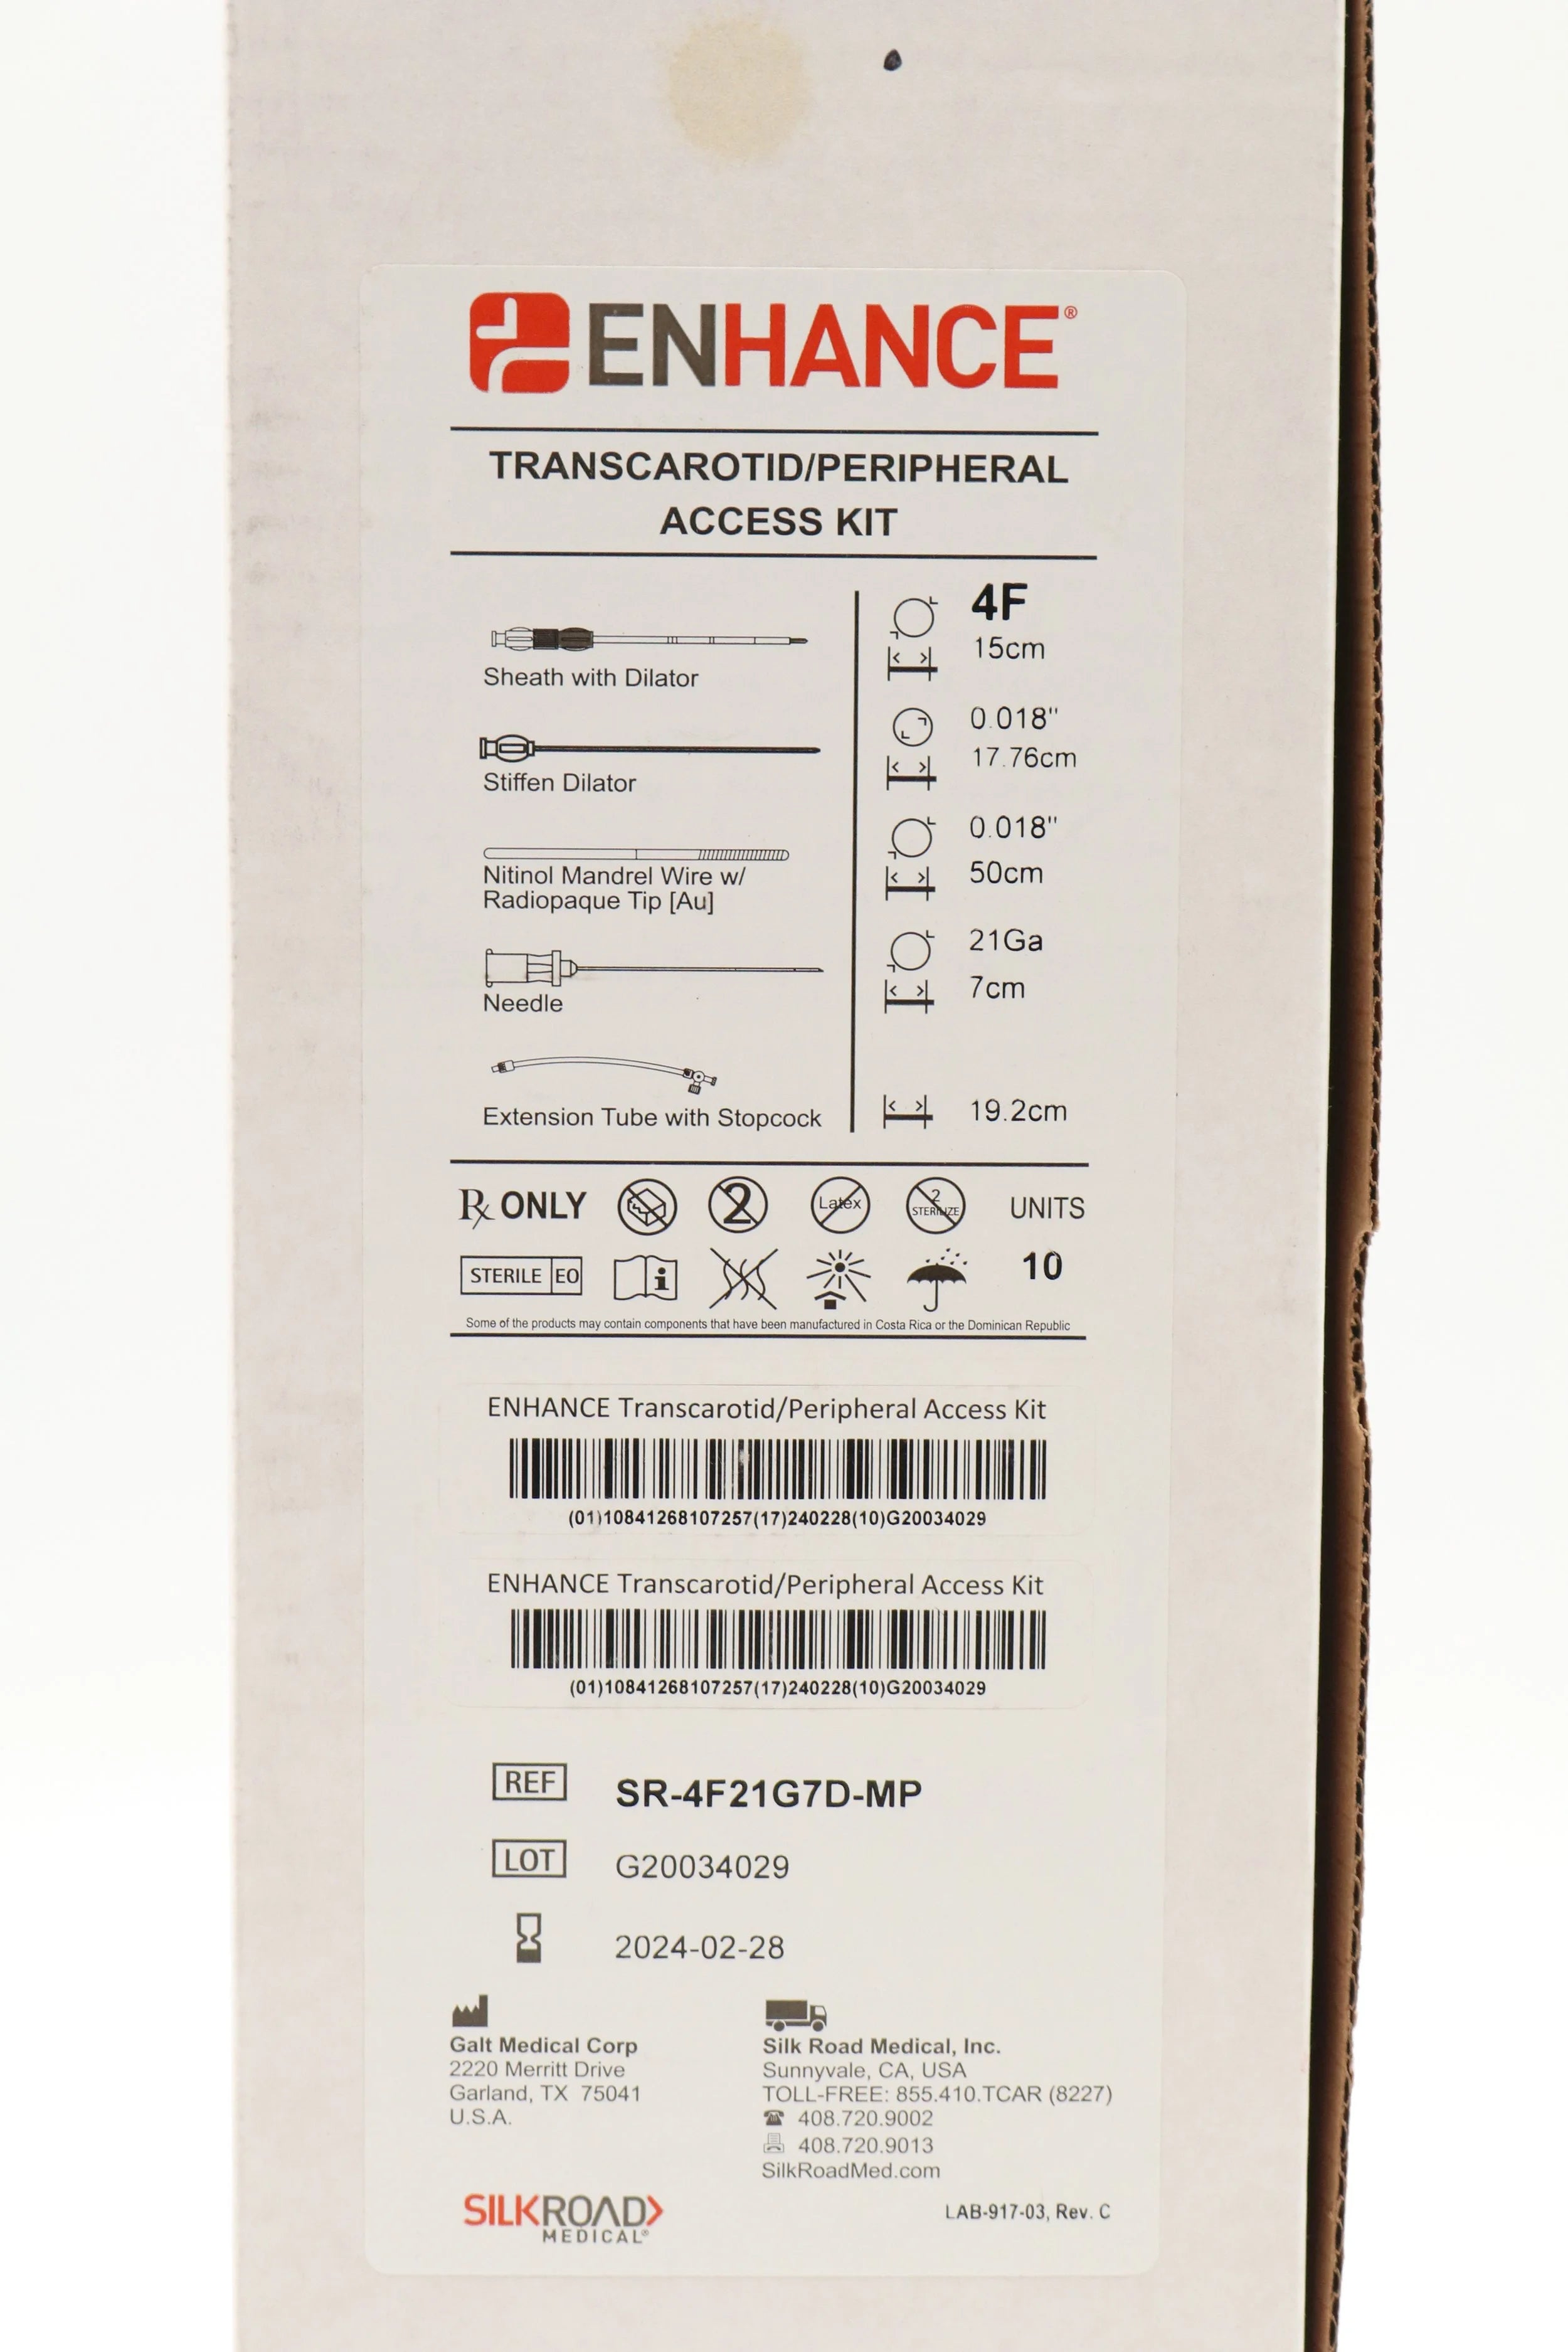 ENHANCE®
TRANSCAROTID/PERIPHERAL
ACCESS KIT
4F
15cm
Sheath with Dilator
0.018"
17.76cm
Stiffen Dilator
0.018"
50cm
Nitinol Mandrel Wire w/
Radiopaque Tip [Au]
21Ga
7cm
Needle
Extension Tube with Stopcock
19.2cm
Rx ONLY
2
Latex
2
STERILIZE
UNITS
STERILE EO
i
10
Some of the products may contain components that have been manufactured in Costa Rica or the Dominican Republic
ENHANCE Transcarotid/Peripheral Access Kit
(01)10841268107257(17)240228(10)G20034029
ENHANCE Transcarotid/Peripheral Access Kit
(01)10841268107257(17)240228(10)G20034029
REF SR-4F21G7D-MP
LOT G20034029
2024-02-28
Galt Medical Corp
2220 Merritt Drive
Garland, TX 75041
U.S.A.
Silk Road Medical, Inc.
Sunnyvale, CA, USA
TOLL-FREE: 855.410.TCAR (8227)
408.720.9002
408.720.9013
SilkRoadMed.com
SILKROAD
MEDICAL®
LAB-917-03, Rev. C